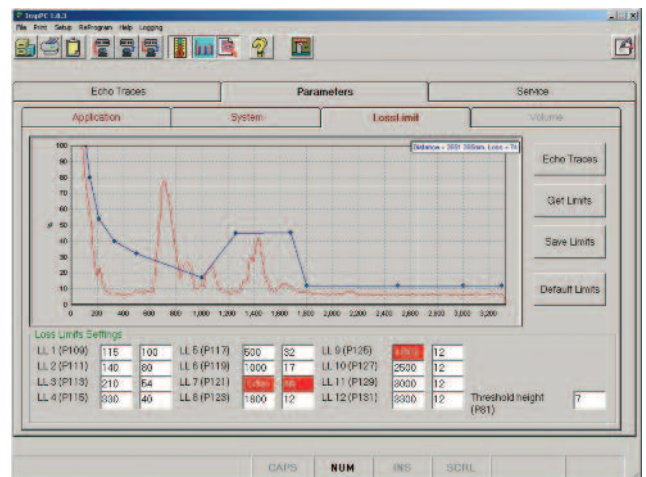 ImpPC 1.0.3
File Print Setup ReProgram Help Logging
Echo Traces Parameters Service
Application System LossLimit Volume
100
90
80
70
60
50
40
30
20
10
0
%
0 200 400 600 800 1,000 1,200 1,400 1,600 1,800 2,000 2,200 2,400 2,600 2,800 3,000 3,200
Echo Traces
Get Limits
Save Limits
Default Limits
Loss Limits Settings
LL 1 (P109) 115 100 LL 5 (P117) 500 32 LL 9 (P125) 12
LL 2 (P111) 140 80 LL 6 (P119) 1000 17 LL 10 (P127) 2500 12
LL 3 (P113) 210 54 LL 7 (P121) LL 11 (P129) 3000 12
LL 4 (P115) 330 40 LL 8 (P123) 1800 12 LL 12 (P131) 3300 12 Threshold height (P81) 7
CAPS NUM INS SCRL